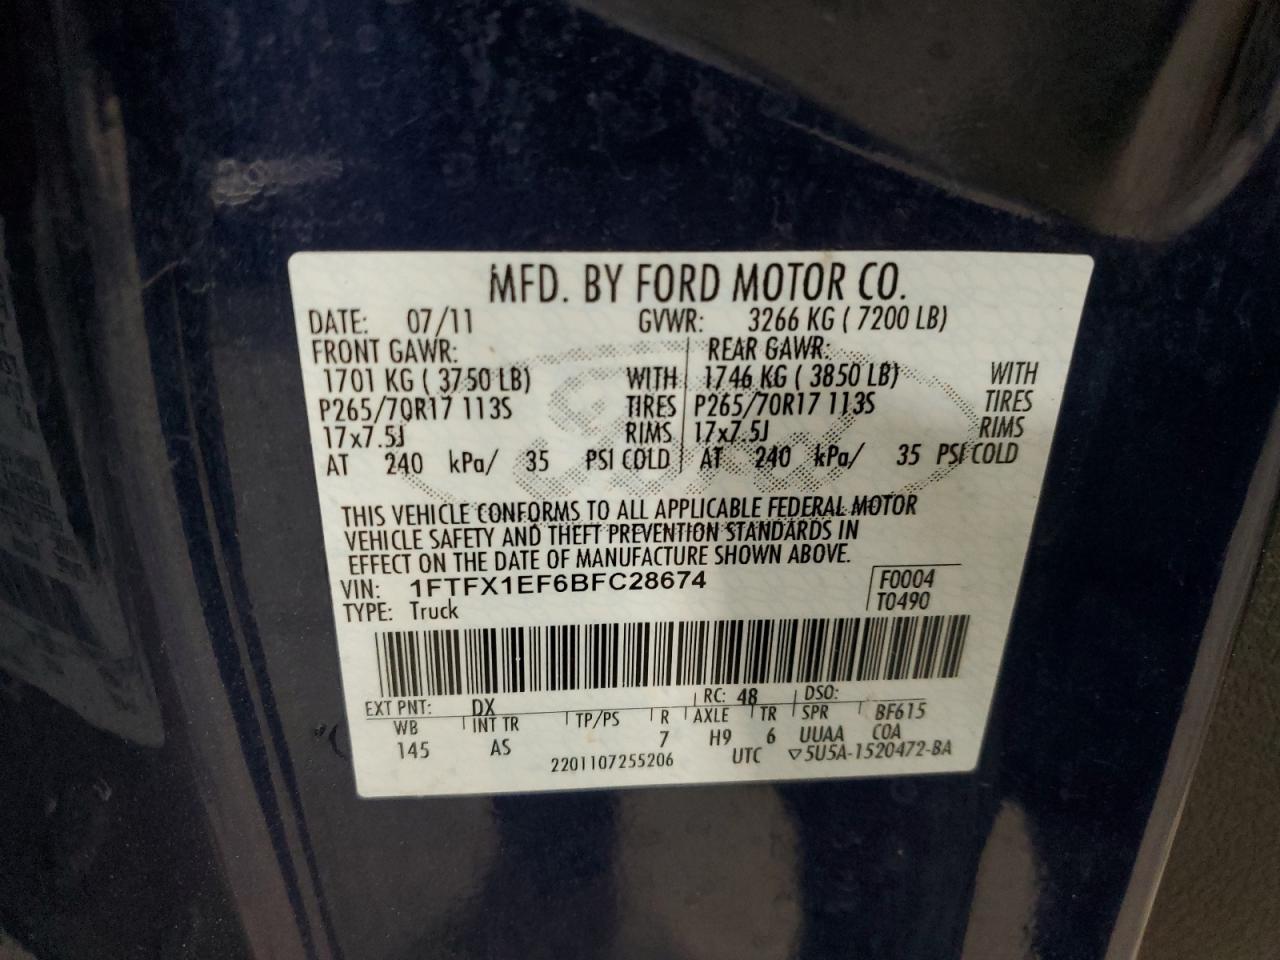 MFD. BY FORD MOTOR CO.
DATE: 07/11 GVWR: 3266 KG ( 7200 LB)
FRONT GAWR: REAR GAWR:
1701 KG ( 3750 LB) WITH 1746 KG ( 3850 LB) WITH
P265/70R17 113S TIRES P265/70R17 113S TIRES
17x7.5J RIMS 17x7.5J RIMS
AT 240 kPa/ 35 PSI COLD AT 240 kPa/ 35 PSI COLD
THIS VEHICLE CONFORMS TO ALL APPLICABLE FEDERAL MOTOR
VEHICLE SAFETY AND THEFT PREVENTION STANDARDS IN
EFFECT ON THE DATE OF MANUFACTURE SHOWN ABOVE.
VIN: 1FTFX1EF6BFC28674 F0004
TYPE: Truck T0490
EXT PNT: DX RC: 48 DSO:
WB INT TR TP/PS R AXLE TR SPR BF615
145 AS 7 H9 6 UUAA COA
2201107255206 UTC ▽5U5A-1520472-BA